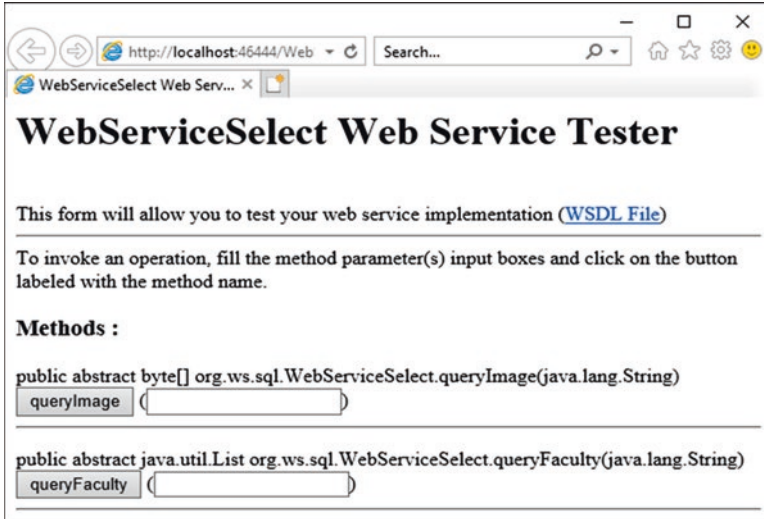 http://localhost:46444/Web
Search...
WebServiceSelect Web Serv...
WebServiceSelect Web Service Tester
This form will allow you to test your web service implementation (WSDL File)
To invoke an operation, fill the method parameter(s) input boxes and click on the button
labeled with the method name.
Methods :
public abstract byte[] org.ws.sql.WebServiceSelect.queryImage(java.lang.String)
queryImage ( )
public abstract java.util.List org.ws.sql.WebServiceSelect.queryFaculty(java.lang.String)
queryFaculty ( )